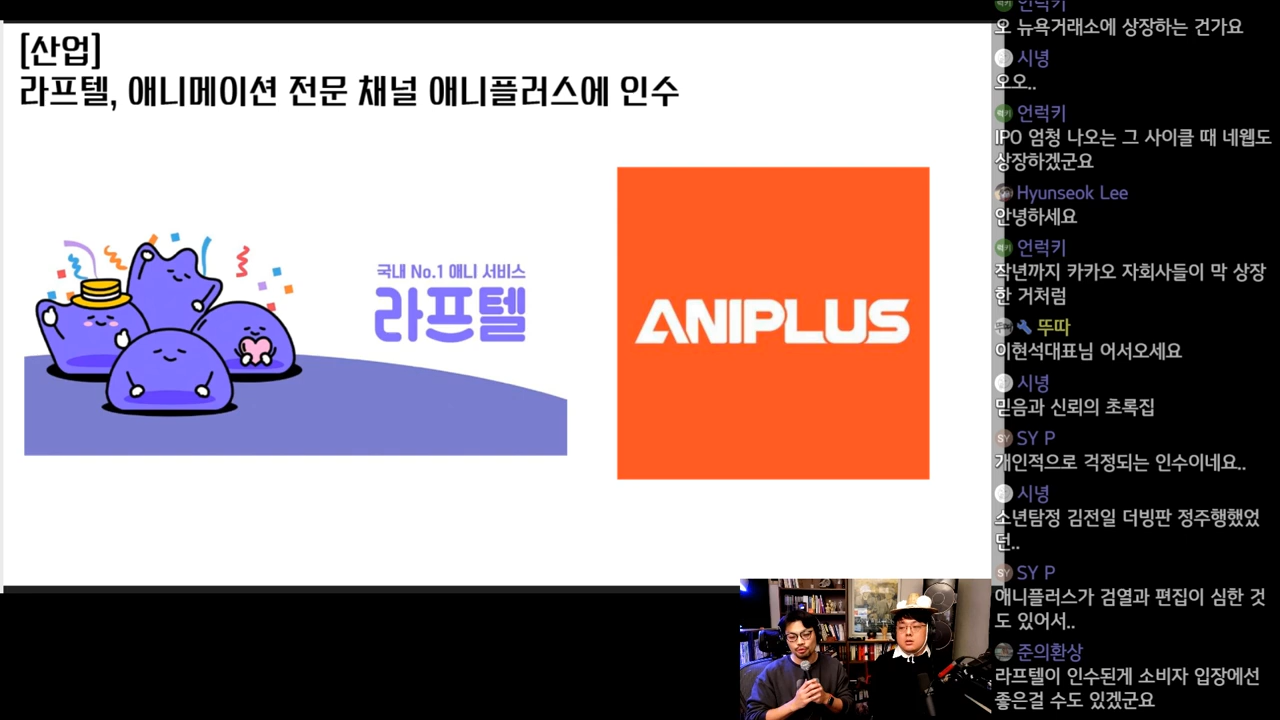 [산업]
라프텔, 애니메이션 전문 채널 애니플러스에 인수
국내 No.1 애니 서비스
라프텔
ANIPLUS
언럭키
오 뉴욕거래소에 상장하는 건가요
시녕
오오..
언럭키
IPO 엄청 나오는 그 사이클 때 네웹도
상장하겠군요
Hyunseok Lee
안녕하세요
언럭키
작년까지 카카오 자회사들이 막 상장
한 거처럼
뚜따
이현석대표님 어서오세요
시녕
믿음과 신뢰의 초록집
SY
SY P
개인적으로 걱정되는 인수이네요..
시녕
소년탐정 김전일 더빙판 정주행했었
던..
SY
SY P
애니플러스가 검열과 편집이 심한 것
도 있어서..
준의환상
라프텔이 인수된게 소비자 입장에선
좋은걸 수도 있겠군요